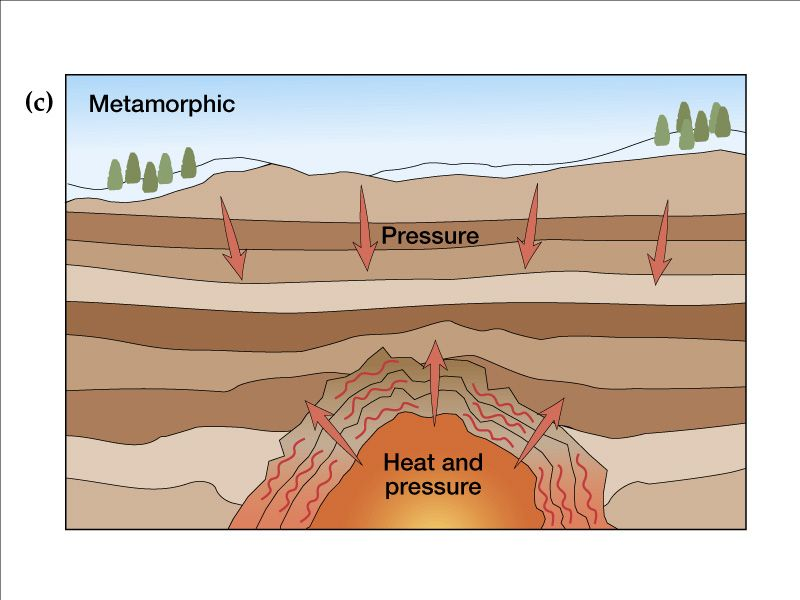 (c)
Metamorphic
Pressure
Heat and
pressure